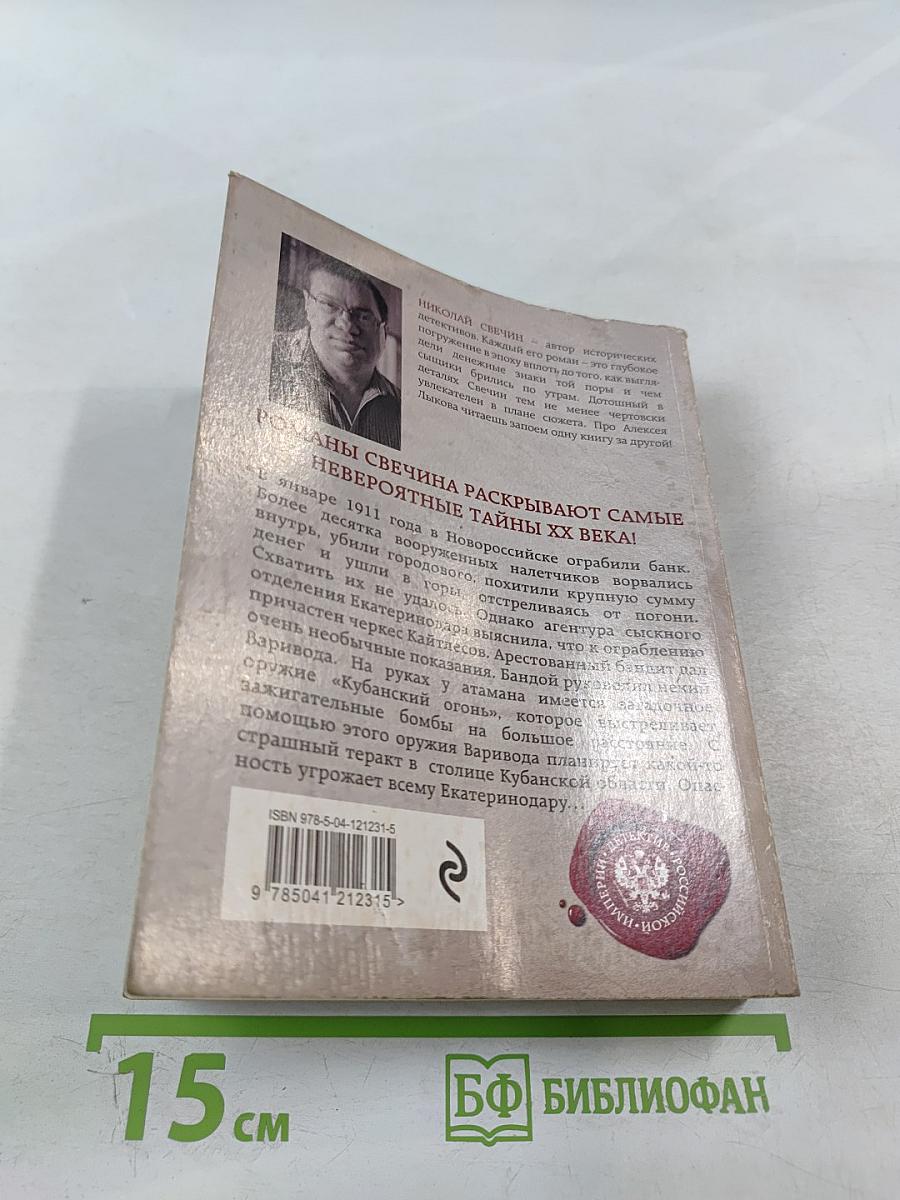 НИКОЛАЙ СВЕЧИН – автор исторических
детективов. Каждый его роман – это глубокое
погружение в эпоху вплоть до того, как выгля-
дели денежные знаки той поры и чем
сыщики брились по утрам. Дотошный в
деталях Свечин тем не менее чертовски
увлекателен в плане сюжета. Про Алексея
Лыкова читаешь запоем одну книгу за другой!
РОМАНЫ СВЕЧИНА РАСКРЫВАЮТ САМЫЕ
НЕВЕРОЯТНЫЕ ТАЙНЫ XX ВЕКА!
В январе 1911 года в Новороссийске ограбили банк.
Более десятка вооруженных налетчиков ворвались
внутрь, убили городового, похитили крупную сумму
денег и ушли в горы, отстреливаясь от погони.
Схватить их не удалось. Однако агентура сыскного
отделения Екатеринодара выяснила, что к ограблению
причастен черкес Кайтлесов. Арестованный бандит дал
очень необычные показания. Бандой руководил некий
Варивода. На руках у атамана имеется загадочное
оружие «Кубанский огонь», которое выстреливает
зажигательные бомбы на большое расстояние. С
помощью этого оружия Варивода планирует какой-то
страшный теракт в столице Кубанской области. Опас-
ность угрожает всему Екатеринодару...
ISBN 978-5-04-121231-5
9 785041 212315 >
РОССИЙСКОЙ • ИМПЕРИИ
15 см
БФ БИБЛИОФАН